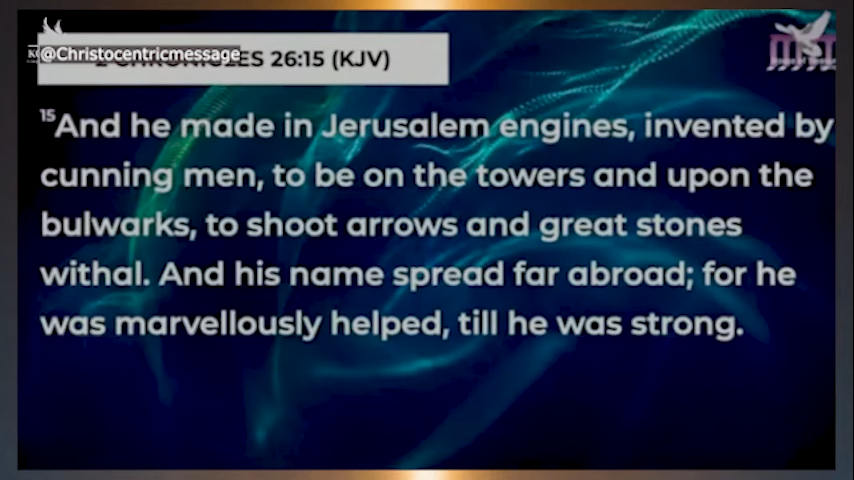 @Christocentricmessage
2 CHRONICLES 26:15 (KJV)
15And he made in Jerusalem engines, invented by
cunning men, to be on the towers and upon the
bulwarks, to shoot arrows and great stones
withal. And his name spread far abroad; for he
was marvellously helped, till he was strong.